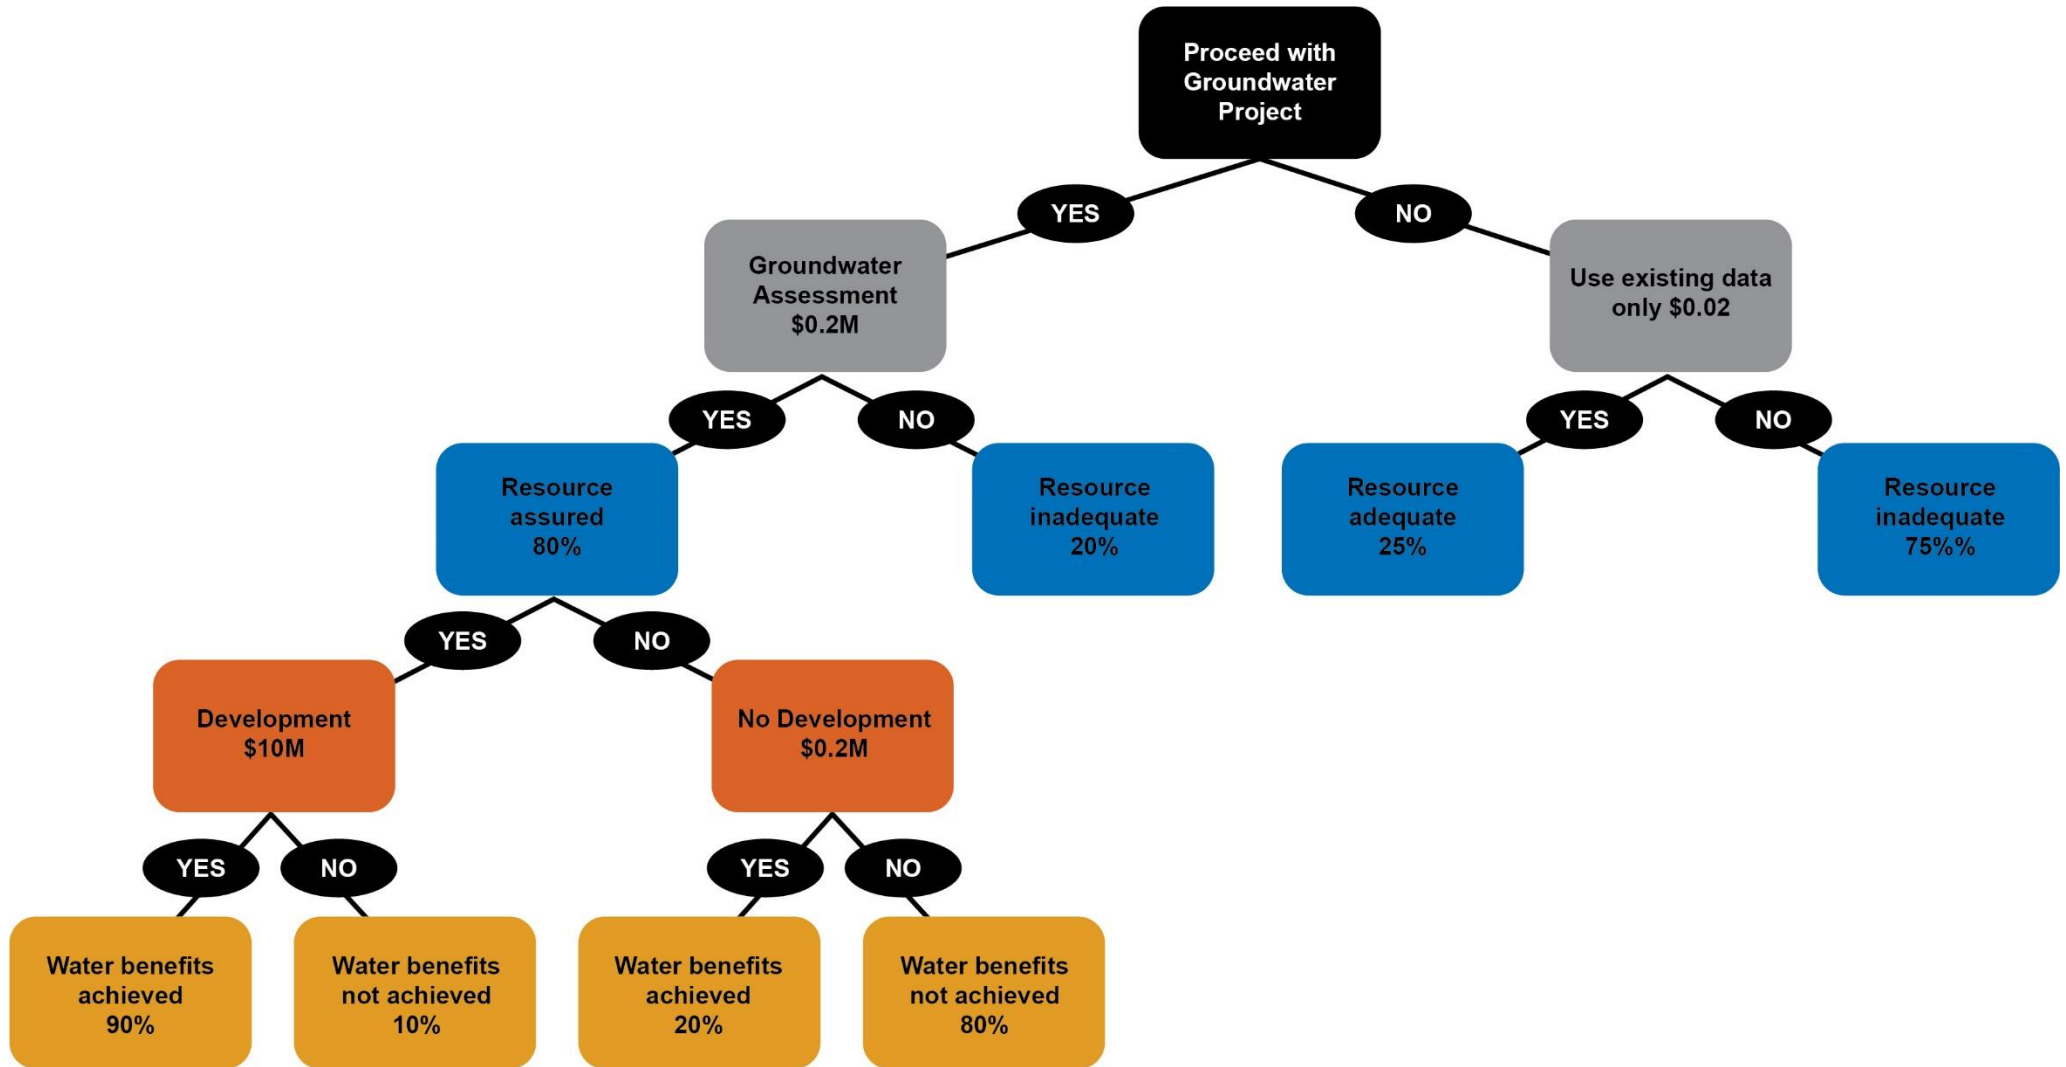 Proceed with
Groundwater
Project
YES
NO
Groundwater
Assessment
$0.2M
Use existing data
only $0.02
YES
NO
YES
NO
Resource
assured
80%
Resource
inadequate
20%
Resource
adequate
25%
Resource
inadequate
75%%
YES
NO
Development
$10M
No Development
$0.2M
YES
NO
YES
NO
Water benefits
achieved
90%
Water benefits
not achieved
10%
Water benefits
achieved
20%
Water benefits
not achieved
80%